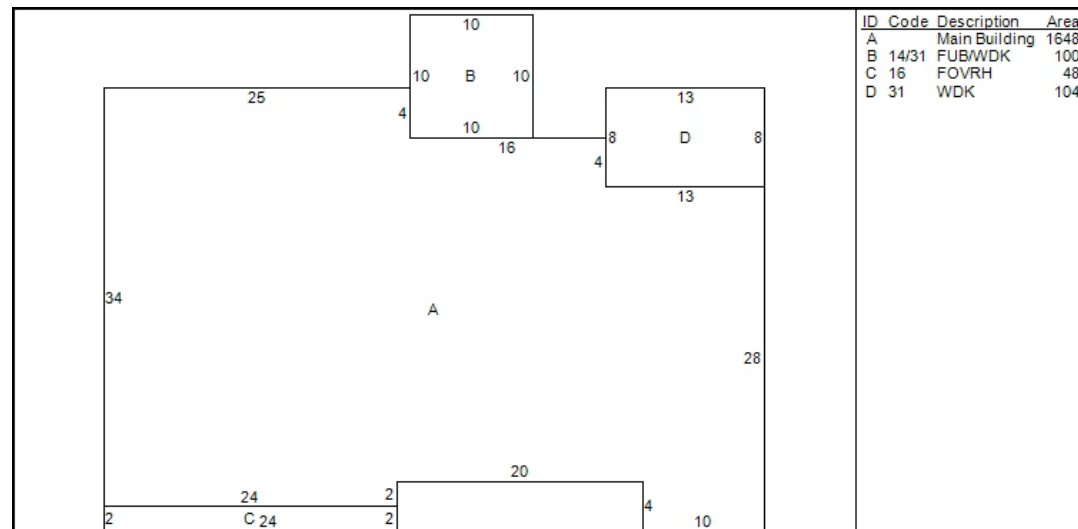 10
10 B 10
25
4
10
16
13
8 D 8
4
13
34
A
28
20
24
2
2 C 24 2
4
10
ID Code Description Area
A Main Building 1648
B 14/31 FUB/WDK 100
C 16 FOVRH 48
D 31 WDK 104